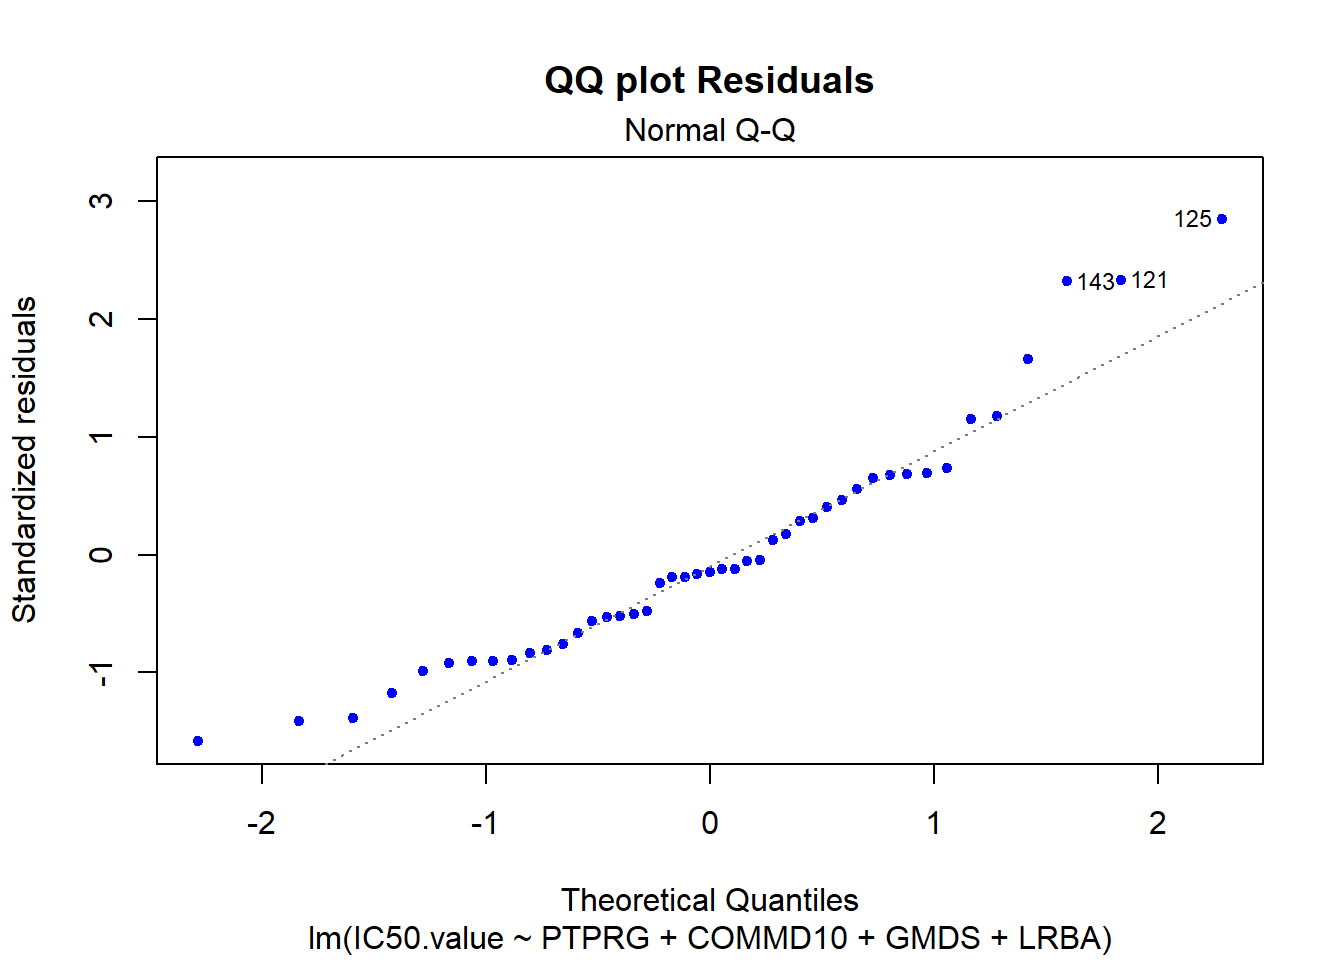 QQ plot Residuals
Normal Q-Q
Standardized residuals
3
2
1
0
-1
125
143
121
-2
-1
0
1
2
Theoretical Quantiles
lm(IC50.value ~ PTPRG + COMMD10 + GMDS + LRBA)